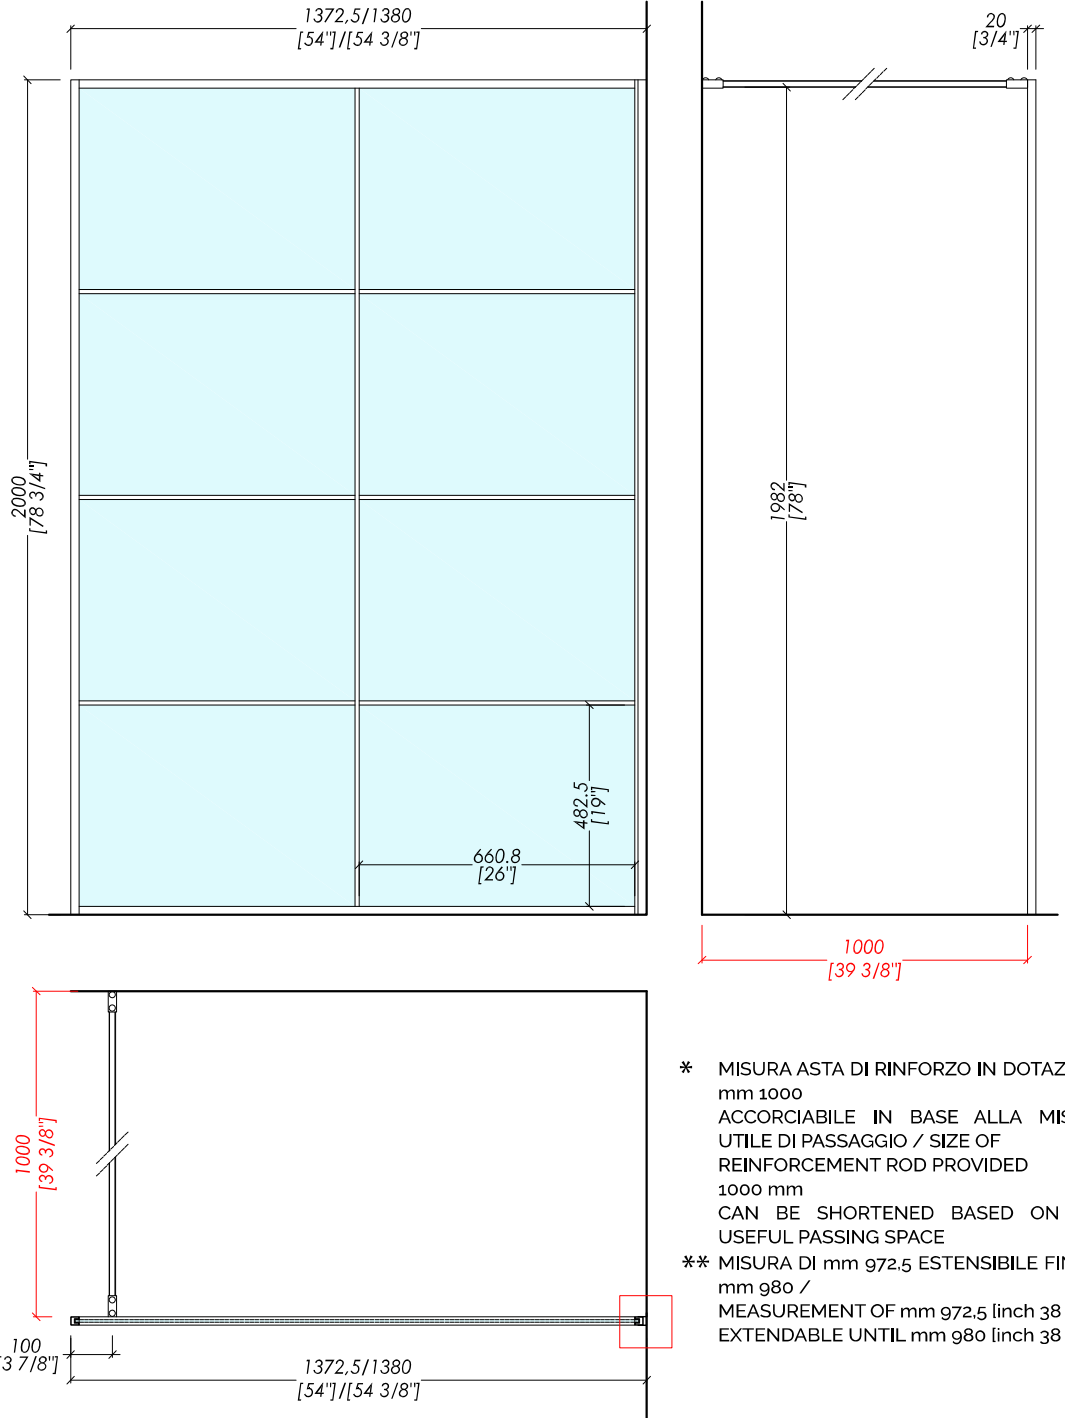 1372,5/1380
[54"]/[54 3/8"]
20
[3/4"]
2000
[78 3/4"]
1982
[78"]
482.5
[19"]
660.8
[26"]
1000
[39 3/8"]
1000
[39 3/8"]
100
3 7/8"]
1372,5/1380
[54"]/[54 3/8"]
* MISURA ASTA DI RINFORZO IN DOTAZ
mm 1000
ACCORCIABILE IN BASE ALLA MIS
UTILE DI PASSAGGIO / SIZE OF
REINFORCEMENT ROD PROVIDED
1000 mm
CAN BE SHORTENED BASED ON
USEFUL PASSING SPACE
** MISURA DI mm 972,5 ESTENSIBILE FIN
mm 980 /
MEASUREMENT OF mm 972,5 [inch 38
EXTENDABLE UNTIL mm 980 [inch 38